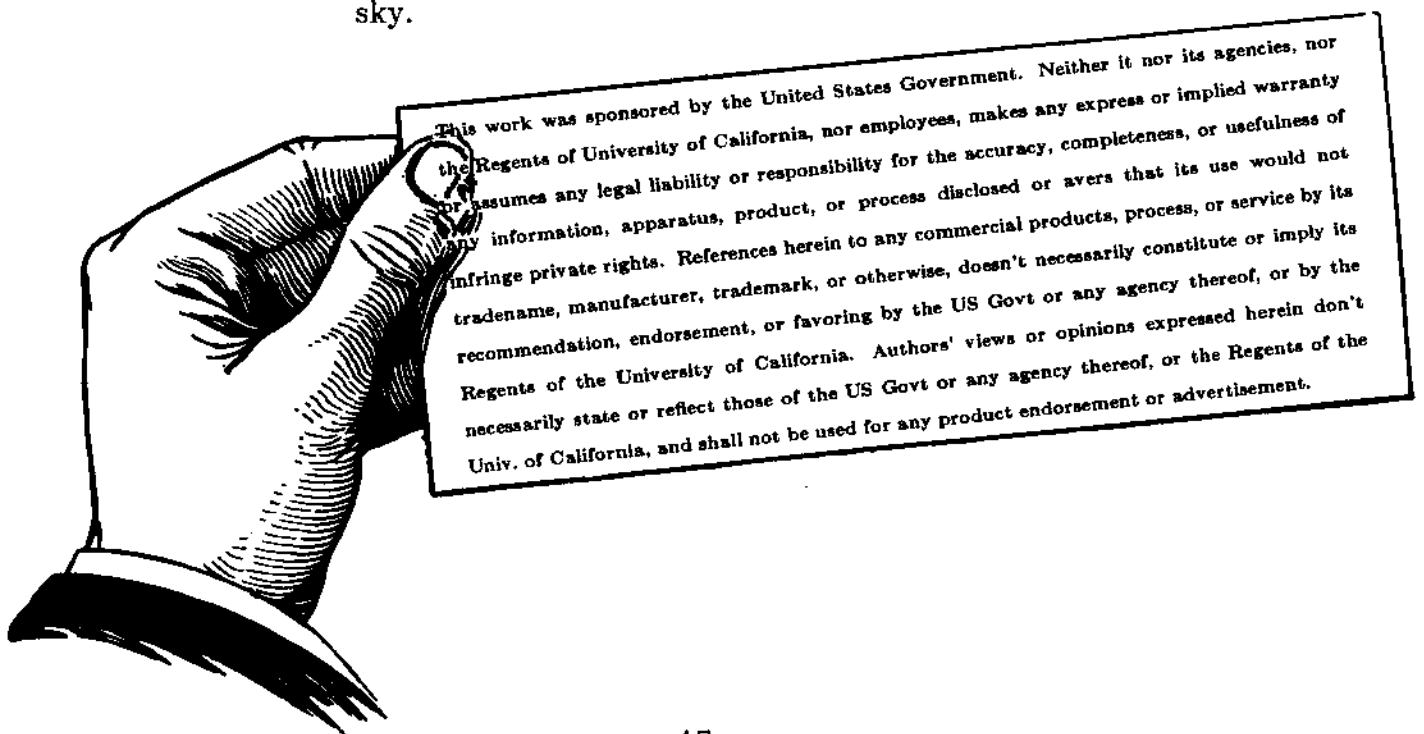 sky.
This work was sponsored by the United States Government. Neither it nor its agencies, nor
the Regents of University of California, nor employees, makes any express or implied warranty
or assumes any legal liability or responsibility for the accuracy, completeness, or usefulness of
any information, apparatus, product, or process disclosed or avers that its use would not
infringe private rights. References herein to any commercial products, process, or service by its
tradename, manufacturer, trademark, or otherwise, doesn't necessarily constitute or imply its
recommendation, endorsement, or favoring by the US Govt or any agency thereof, or by the
Regents of the University of California. Authors' views or opinions expressed herein don't
necessarily state or reflect those of the US Govt or any agency thereof, or the Regents of the
Univ. of California, and shall not be used for any product endorsement or advertisement.